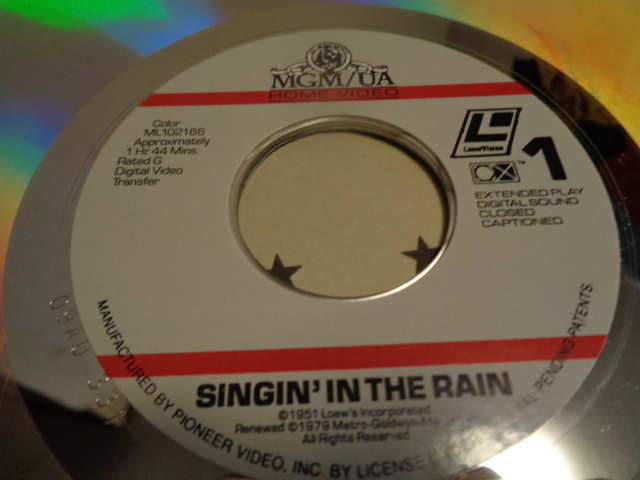 MGM/UA
HOME VIDEO
Color
ML102166
Approximately
1 Hr 44 Mins.
Rated G
Digital Video
Transfer
L
LaserVision
CX™
1
EXTENDED PLAY
DIGITAL SOUND
CLOSED
CAPTIONED
SINGIN' IN THE RAIN
©1951 Loew's Incorporated.
Renewed ©1979 Metro-Goldwyn-
All Rights Reserved
MANUFACTURED BY PIONEER VIDEO, INC. BY LICENSE PENDING PATENTS.